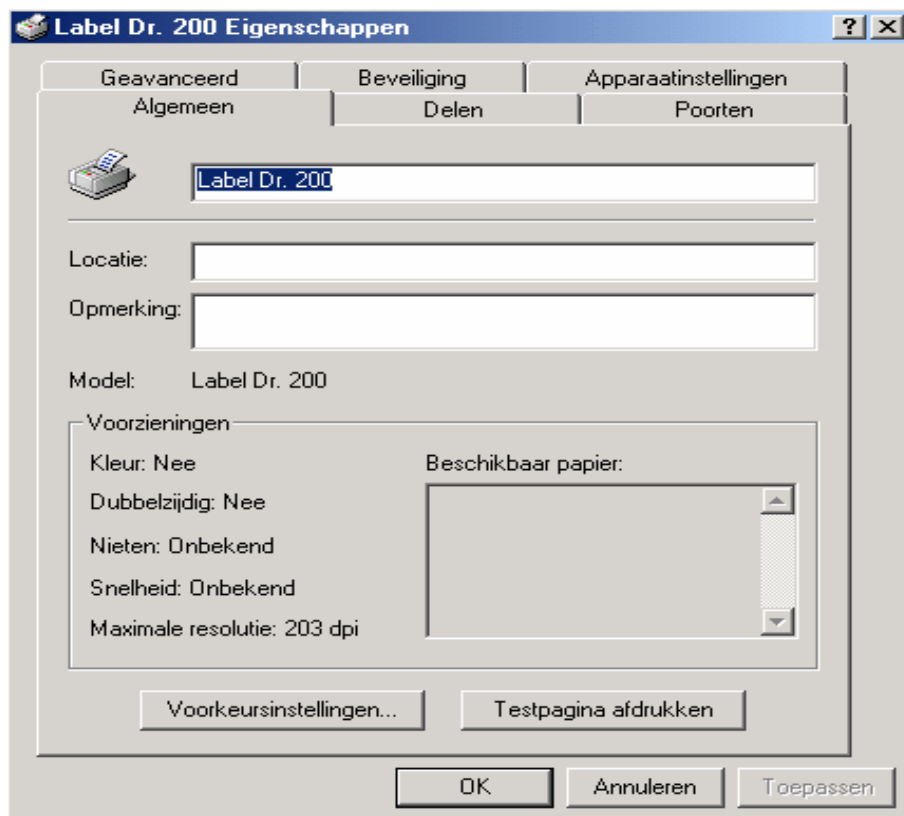 Label Dr. 200 Eigenschappen
Geavanceerd Beveiliging Apparaatinstellingen
Algemeen Delen Poorten
Label Dr. 200
Locatie:
Opmerking:
Model: Label Dr. 200
Voorzieningen
Kleur: Nee Beschikbaar papier:
Dubbelzijdig: Nee
Nieten: Onbekend
Snelheid: Onbekend
Maximale resolutie: 203 dpi
Voorkeursinstellingen... Testpagina afdrukken
OK Annuleren Toepassen